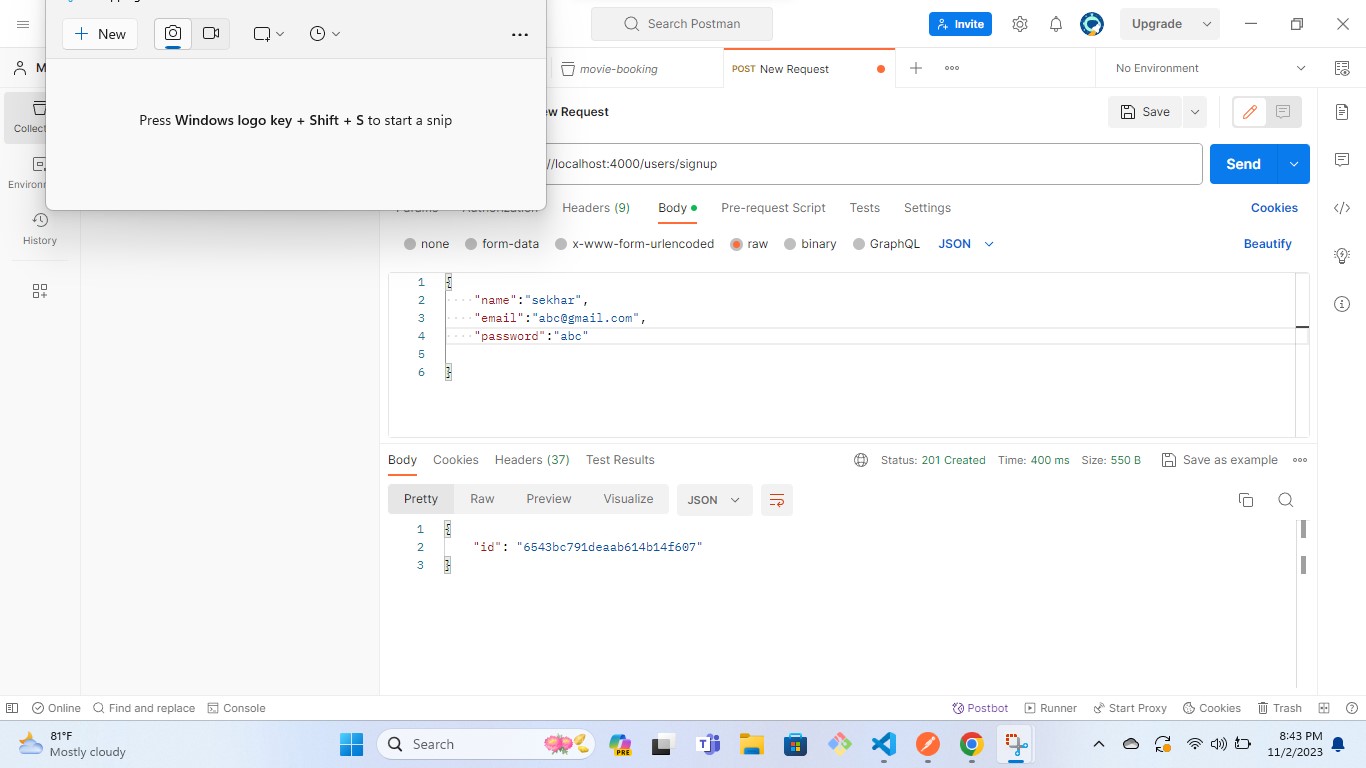 Search Postman
Invite
Upgrade
New
M
movie-booking
POST New Request
No Environment
Press Windows logo key + Shift + S to start a snip
ew Request
Save
Collect
//localhost:4000/users/signup
Send
Environ
Params Authorization Headers (9) Body Pre-request Script Tests Settings Cookies
History
none form-data x-www-form-urlencoded raw binary GraphQL JSON Beautify
1 {
2 "name":"sekhar",
3 "email":"abc@gmail.com",
4 "password":"abc"
5
6 }
Body Cookies Headers (37) Test Results Status: 201 Created Time: 400 ms Size: 550 B Save as example
Pretty Raw Preview Visualize JSON
1 {
2 "id": "6543bc791deaab614b14f607"
3 }
Online Find and replace Console Postbot Runner Start Proxy Cookies Trash
81°F
Mostly cloudy
Search
PRE
8:43 PM
11/2/2023